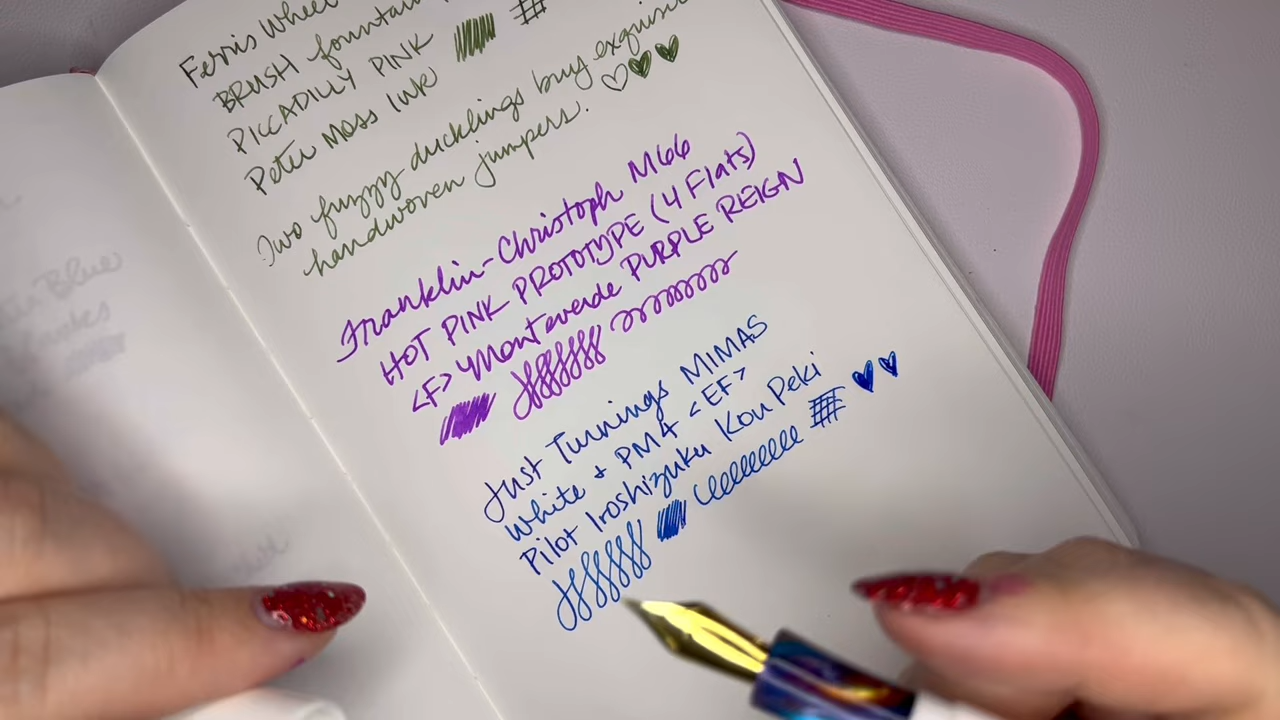 Ferris Wheel
BRUSH fountain
PICCADILLY PINK
Peter Moss Ink
Two fuzzy ducklings buy
handwoven jumpers.
Franklin-Christoph M66
HOT PINK PROTOTYPE (4 Flats)
<F> Monteverde PURPLE REIGN
Just Turnings MIMAS
White + PM4 <EF>
Pilot Iroshizuku Kon Peki
Blue